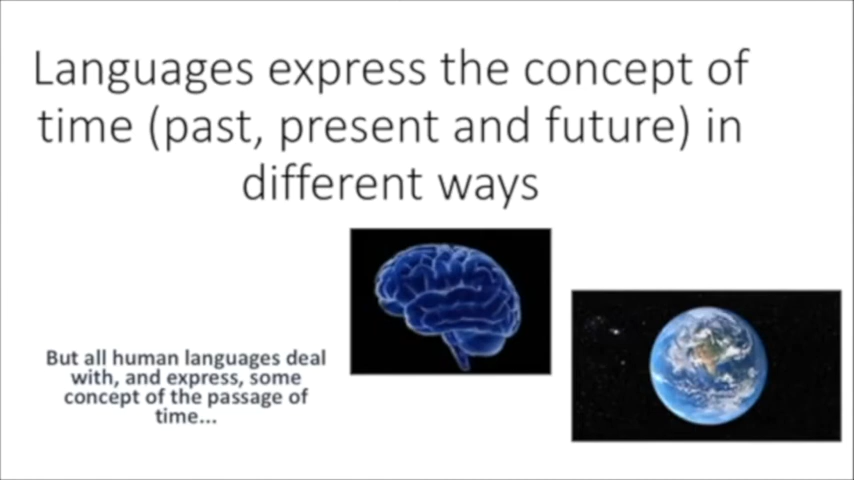 Languages express the concept of
time (past, present and future) in
different ways
But all human languages deal
with, and express, some
concept of the passage of
time...